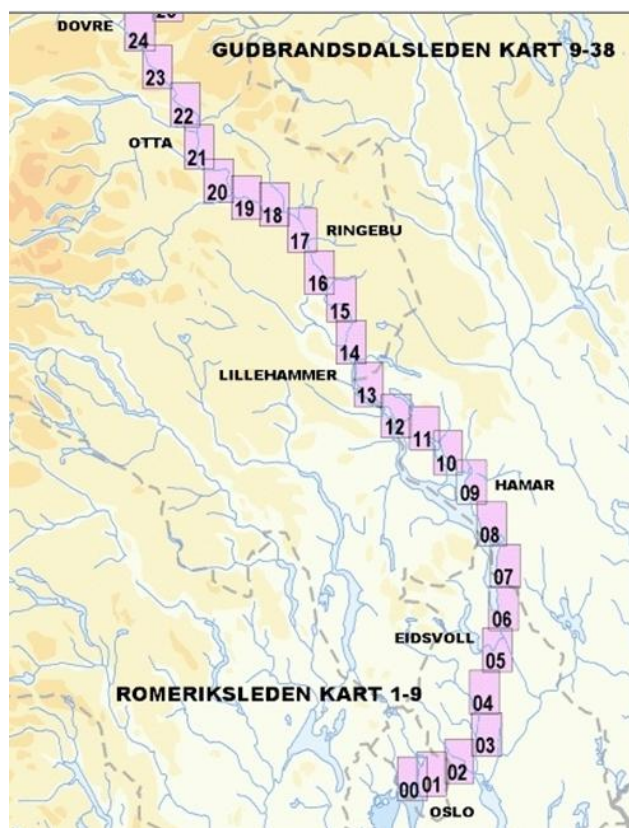 25
DOVRE
24
GUDBRANDSDALSLEDEN KART 9-38
23
22
OTTA
21
20
19
18
17
RINGEBU
16
15
14
LILLEHAMMER
13
12
11
10
09
HAMAR
08
07
06
EIDSVOLL
05
ROMERIKSLEDEN KART 1-9
04
03
02
01
00
OSLO